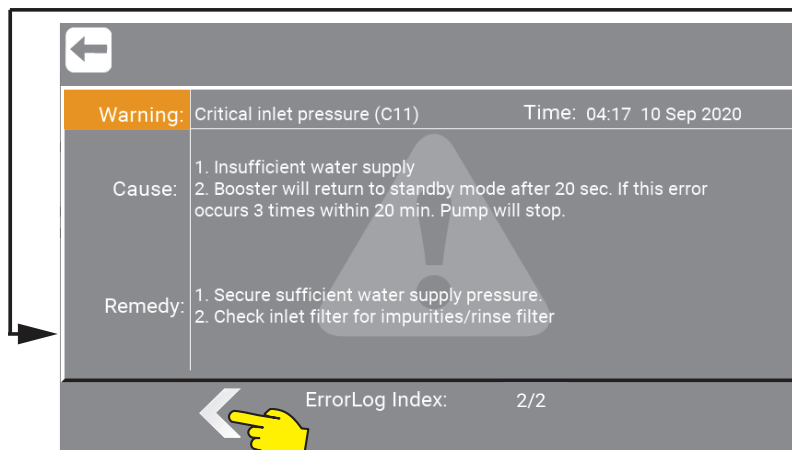 Warning: Critical inlet pressure (C11) Time: 04:17 10 Sep 2020
Cause: 1. Insufficient water supply
2. Booster will return to standby mode after 20 sec. If this error
occurs 3 times within 20 min. Pump will stop.
Remedy: 1. Secure sufficient water supply pressure.
2. Check inlet filter for impurities/rinse filter
ErrorLog Index: 2/2